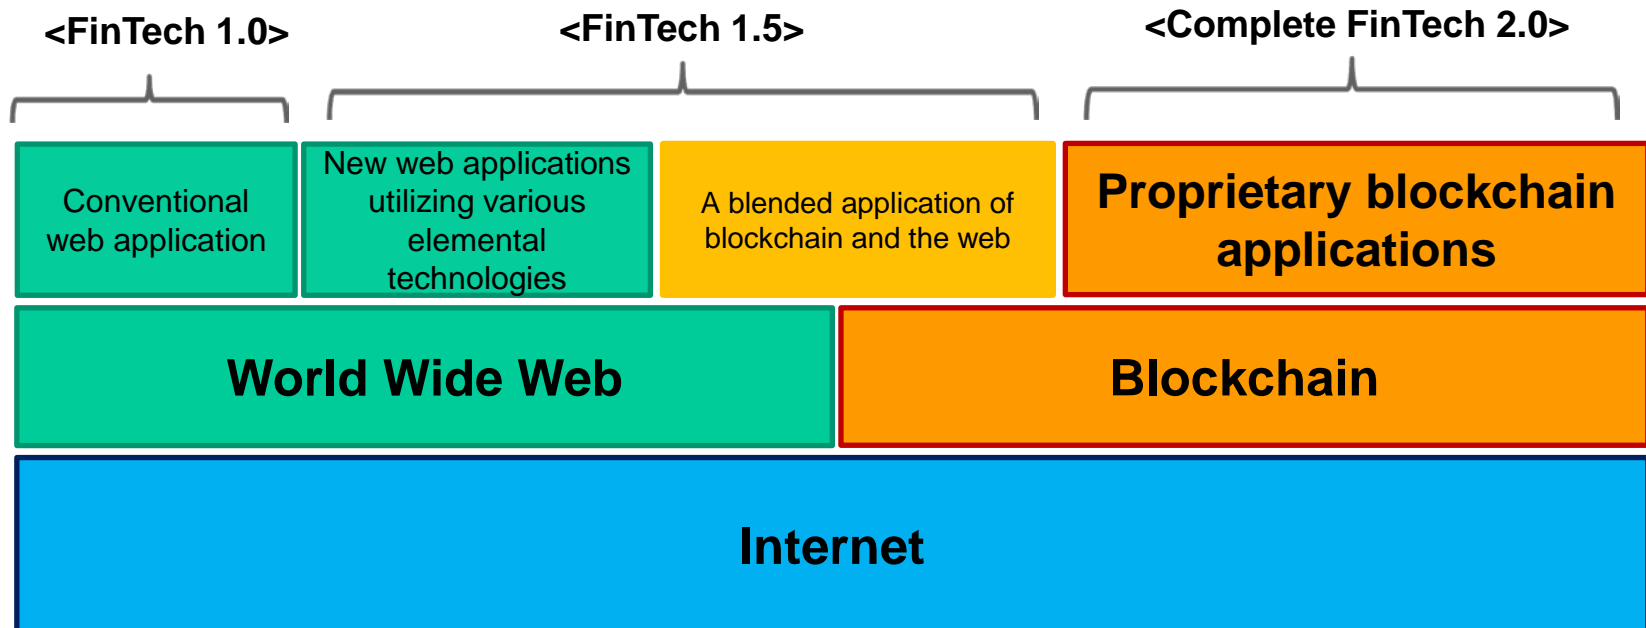 <FinTech 1.0>
<FinTech 1.5>
<Complete FinTech 2.0>
Conventional
web application
New web applications
utilizing various
elemental
technologies
A blended application of
blockchain and the web
Proprietary blockchain
applications
World Wide Web
Blockchain
Internet